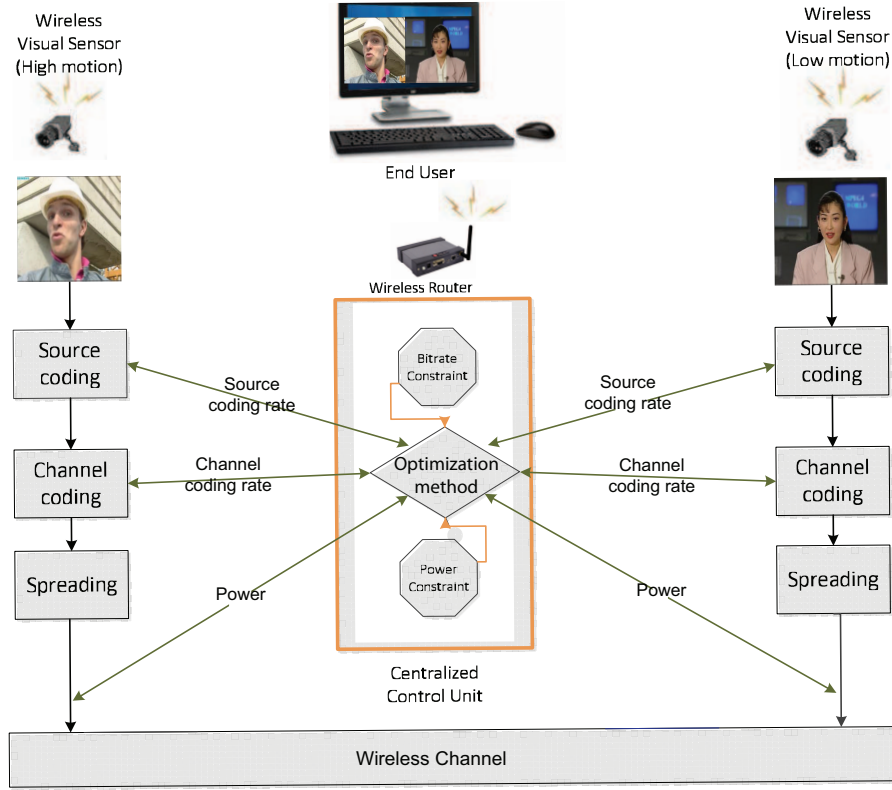 Wireless
Visual Sensor
(High motion)
End User
Wireless
Visual Sensor
(Low motion)
Wireless Router
Source
coding
Source
coding rate
Channel
coding
Channel
coding rate
Spreading
Power
Bitrate
Constraint
Optimization
method
Power
Constraint
Centralized
Control Unit
Source
coding rate
Source
coding
Channel
coding rate
Channel
coding
Power
Spreading
Wireless Channel